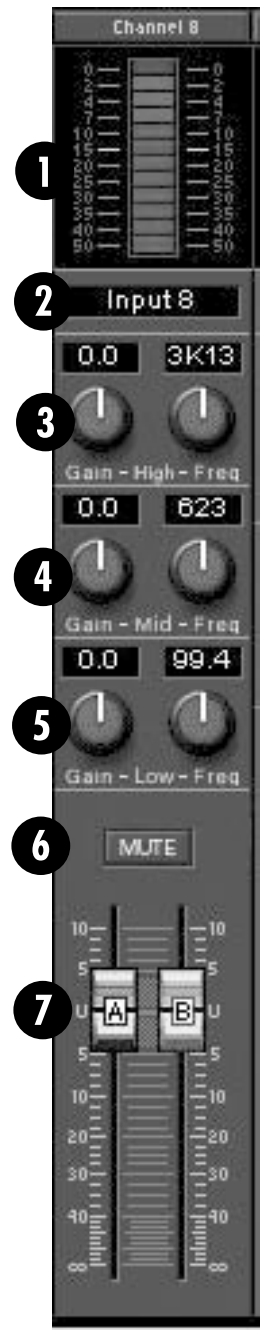 Channel 8
0 0
2 2
4 4
7 7
10 10
1 15 15
20 20
25 25
30 30
35 35
40 40
50 50
2 Input 8
0.0 3K13
3
Gain - High - Freq
0.0 623
4
Gain - Mid - Freq
0.0 99.4
5
Gain - Low - Freq
6 MUTE
10 10
5 5
7 U A B U
5 5
10 10
20 20
30 30
40 40
∞ ∞